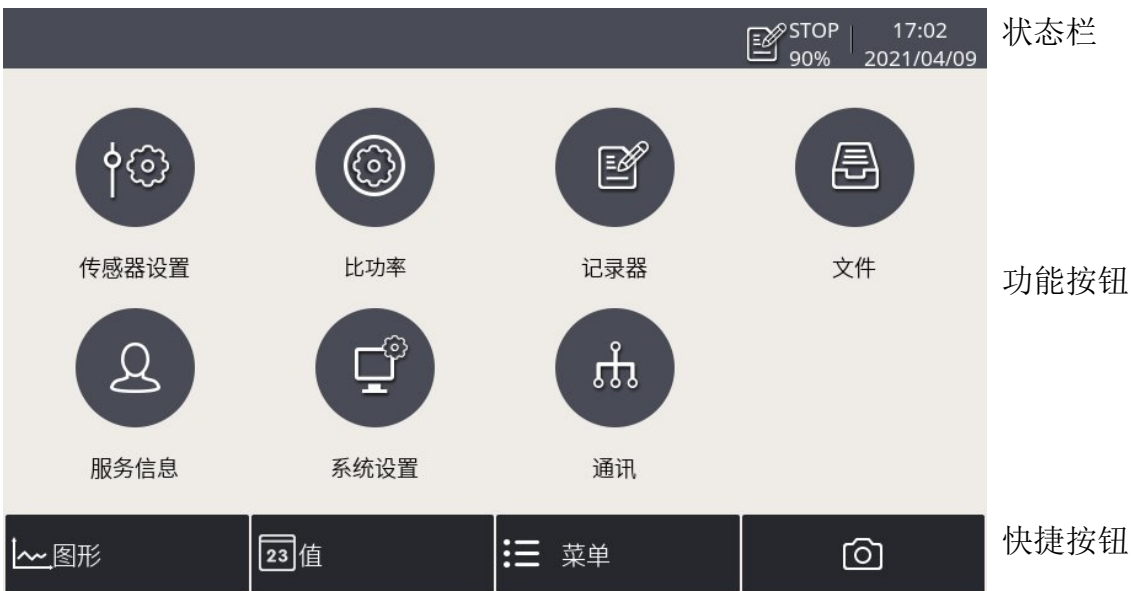 STOP 17:02 状态栏
90% 2021/04/09
传感器设置 比功率 记录器 文件
功能按钮
服务信息 系统设置 通讯
图形 23 值 菜单 快捷按钮